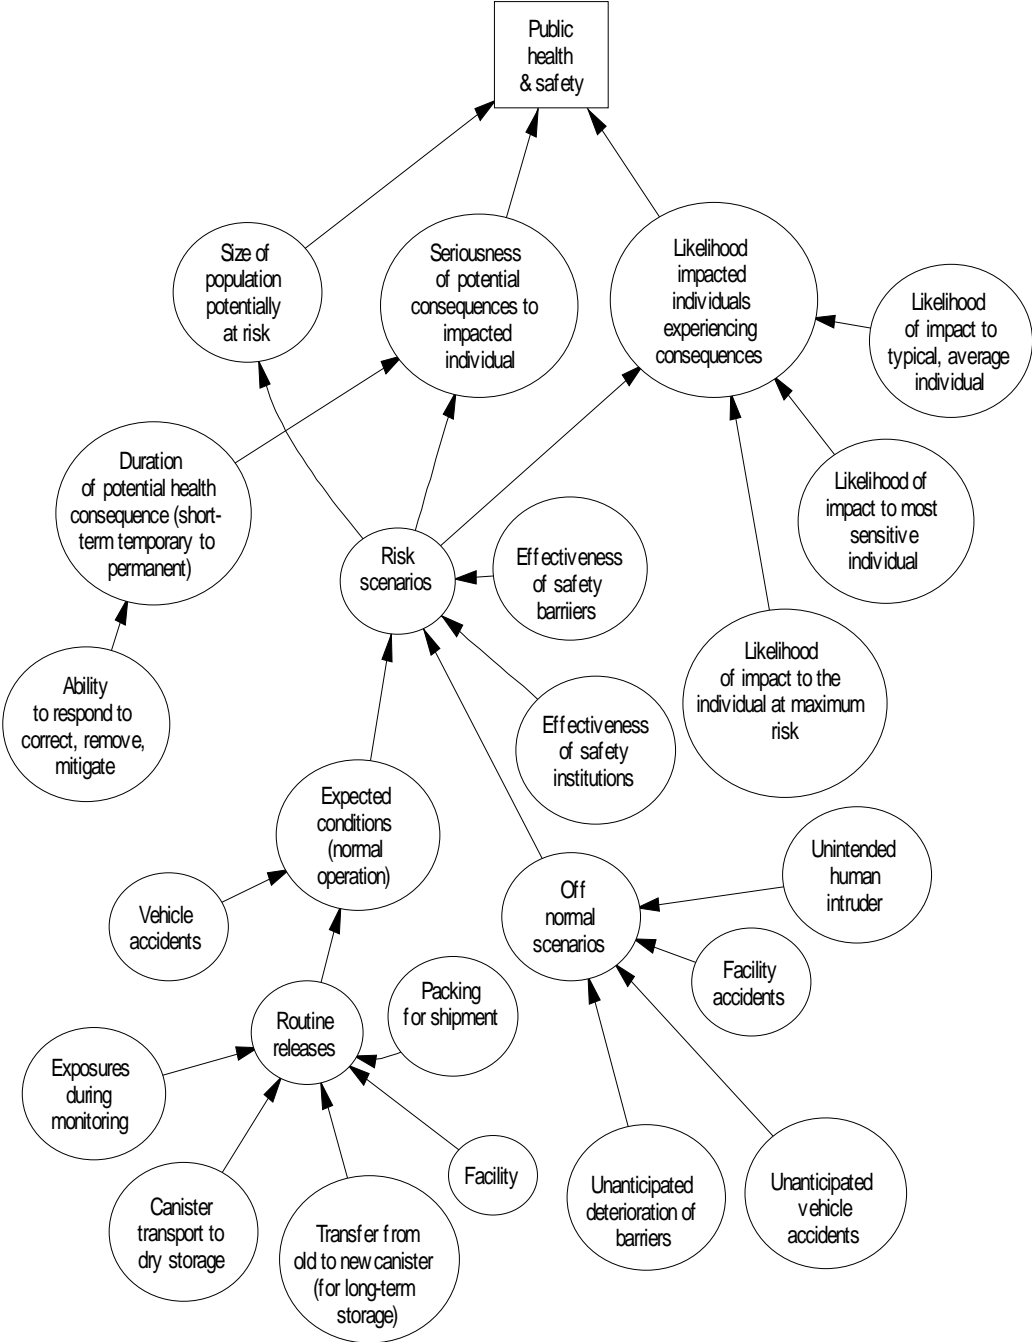 Public
health
& safety
Size of
population
potentially
at risk
Seriousness
of potential
consequences to
impacted
individual
Likelihood
impacted
individuals
experiencing
consequences
Likelihood
of impact to
typical, average
individual
Duration
of potential health
consequence (short-
term temporary to
permanent)
Likelihood of
impact to most
sensitive
individual
Risk
scenarios
Effectiveness
of safety
barriiers
Ability
to respond to
correct, remove,
mitigate
Likelihood
of impact to the
individual at maximum
risk
Effectiveness
of safety
institutions
Expected
conditions
(normal
operation)
Unintended
human
intruder
Vehicle
accidents
Off
normal
scenarios
Facility
accidents
Packing
for shipment
Routine
releases
Exposures
during
monitoring
Facility
Canister
transport to
dry storage
Transfer from
old to new canister
(for long-term
storage)
Unanticipated
deterioration of
barriers
Unanticipated
vehicle
accidents